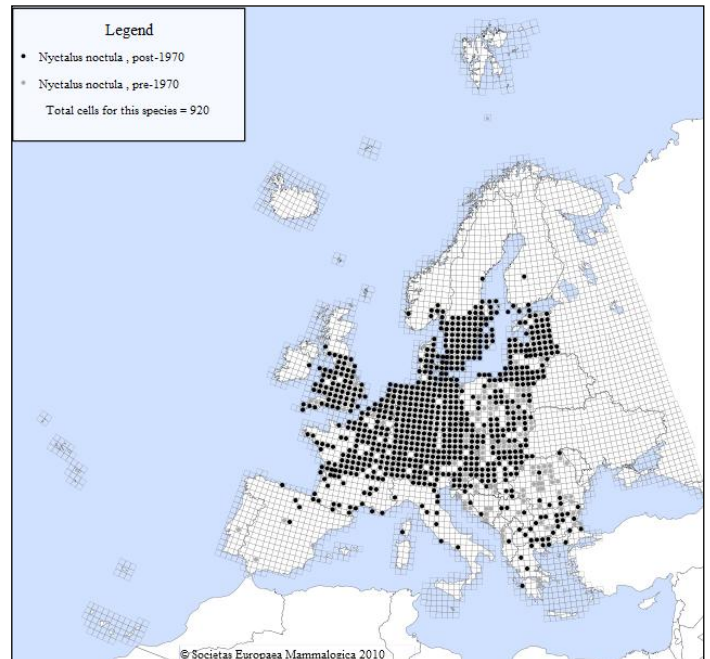 Legend
Nyctalus noctula , post-1970
Nyctalus noctula , pre-1970
Total cells for this species = 920
© Societas Europaea Mammalogica 2010